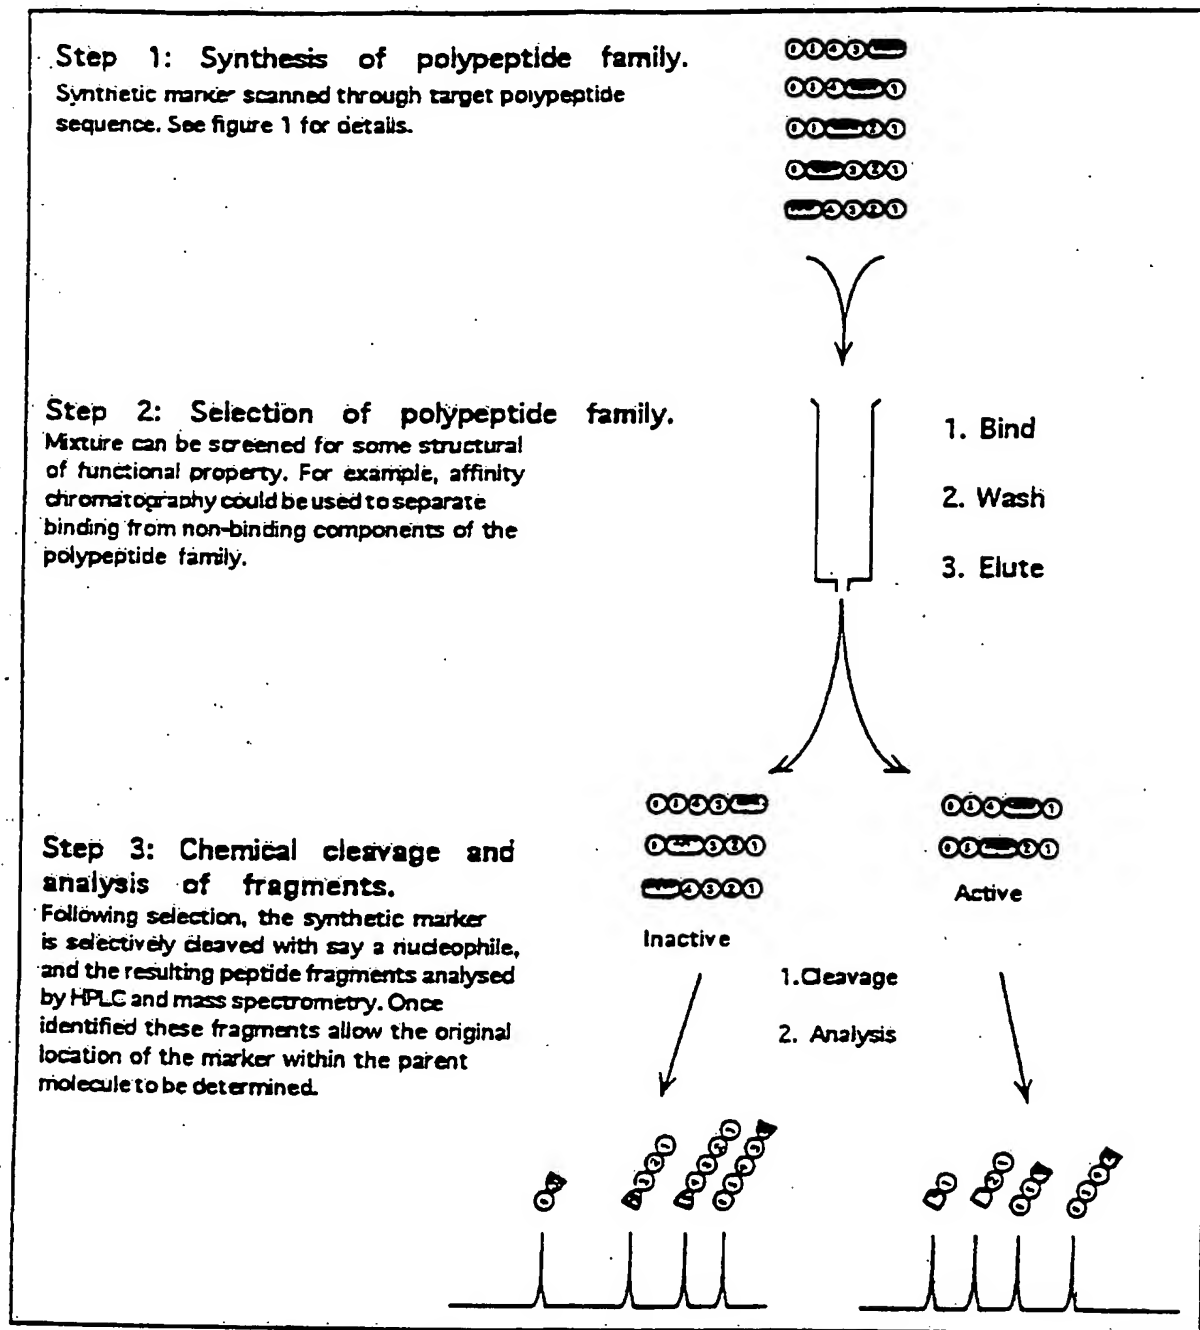 Step 1: Synthesis of polypeptide family.
Synthetic marker scanned through target polypeptide
sequence. See figure 1 for details.
Step 2: Selection of polypeptide family.
Mixture can be screened for some structural
of functional property. For example, affinity
chromatography could be used to separate
binding from non-binding components of the
polypeptide family.
1. Bind
2. Wash
3. Elute
Step 3: Chemical cleavage and
analysis of fragments.
Following selection, the synthetic marker
is selectively cleaved with say a nucleophile,
and the resulting peptide fragments analysed
by HPLC and mass spectrometry. Once
identified these fragments allow the original
location of the marker within the parent
molecule to be determined.
Inactive
Active
1.Cleavage
2. Analysis